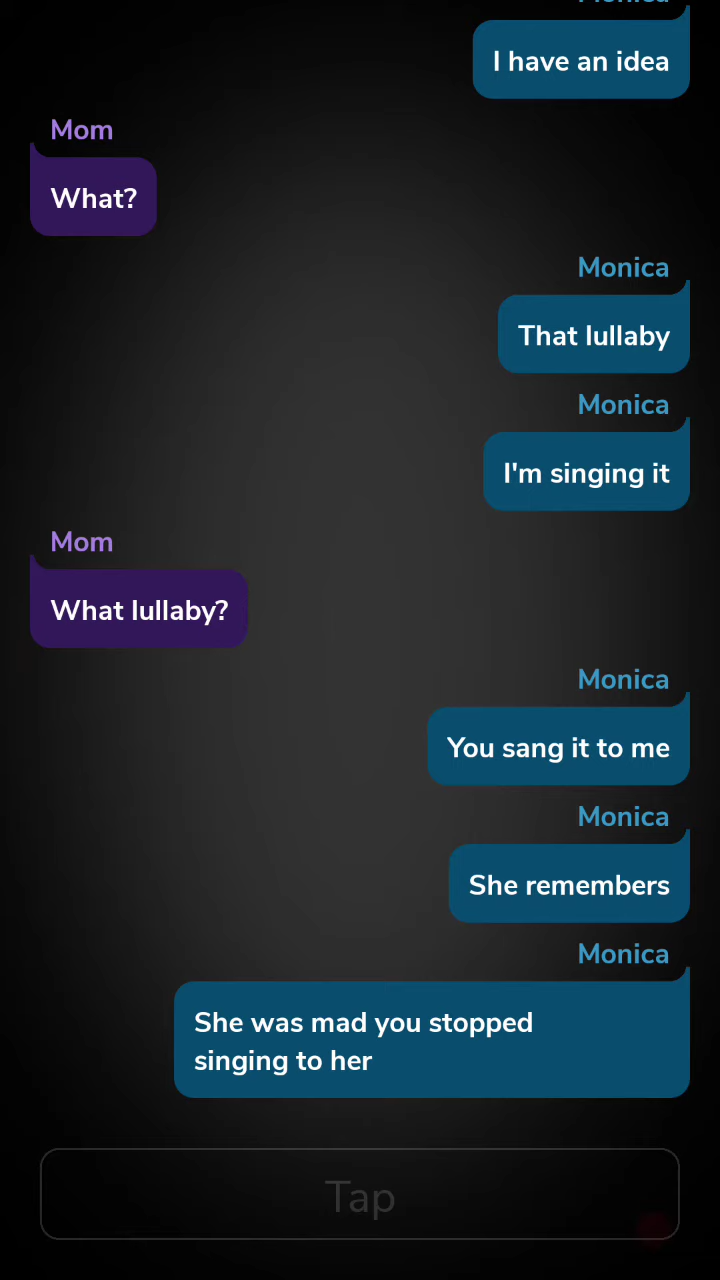 Monica
I have an idea
Mom
What?
Monica
That lullaby
Monica
I'm singing it
Mom
What lullaby?
Monica
You sang it to me
Monica
She remembers
Monica
She was mad you stopped
singing to her
Tap